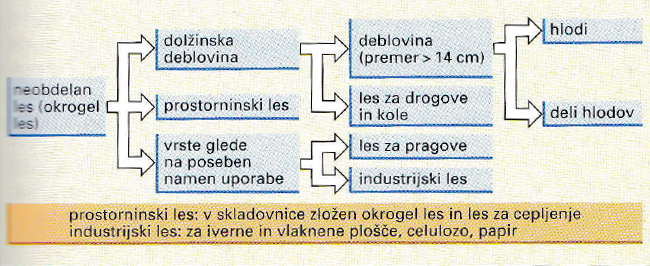 neobdelan
les (okrogel
les)
dolžinska
deblovina
prostorninski les
vrste glede
na poseben
namen uporabe
deblovina
(premer > 14 cm)
les za drogove
in kole
les za pragove
industrijski les
hlodi
deli hlodov
prostorninski les: v skladovnice zložen okrogel les in les za cepljenje
industrijski les: za iverne in vlaknene plošče, celulozo, papir